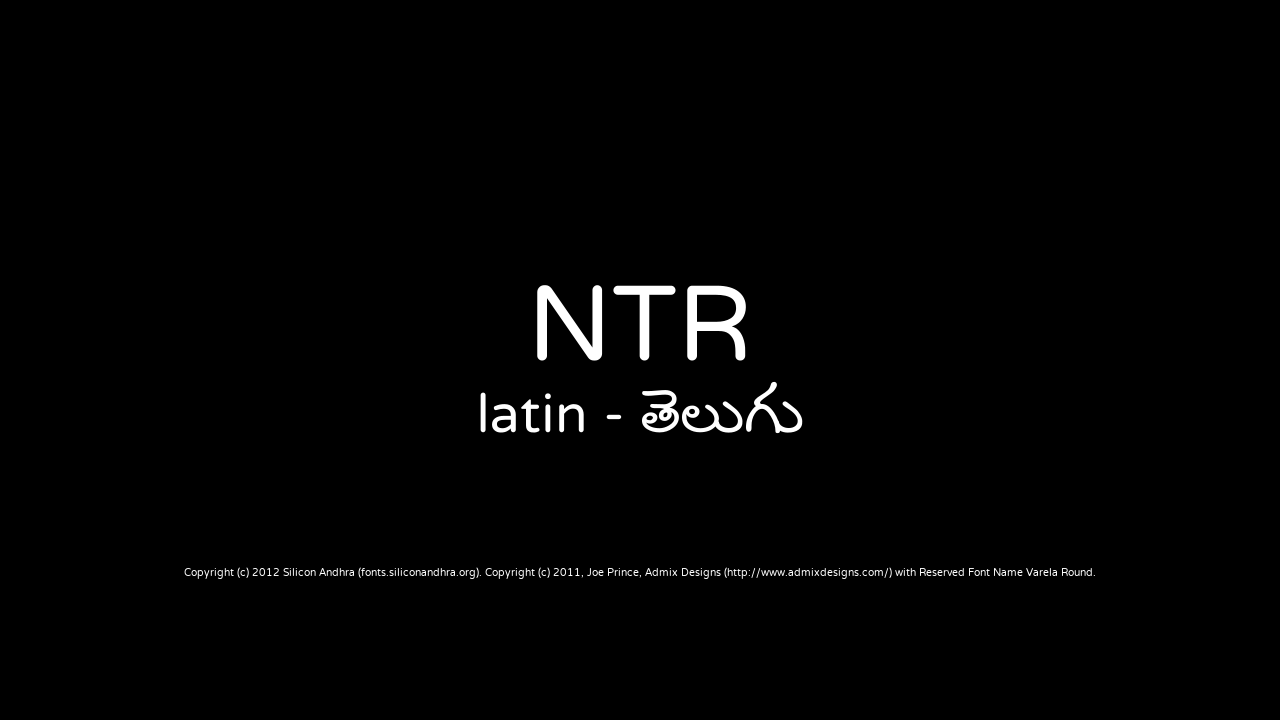 NTR
latin - తెలుగు
Copyright (c) 2012 Silicon Andhra (fonts.siliconandhra.org). Copyright (c) 2011, Joe Prince, Admix Designs (http://www.admixdesigns.com/) with Reserved Font Name Varela Round.